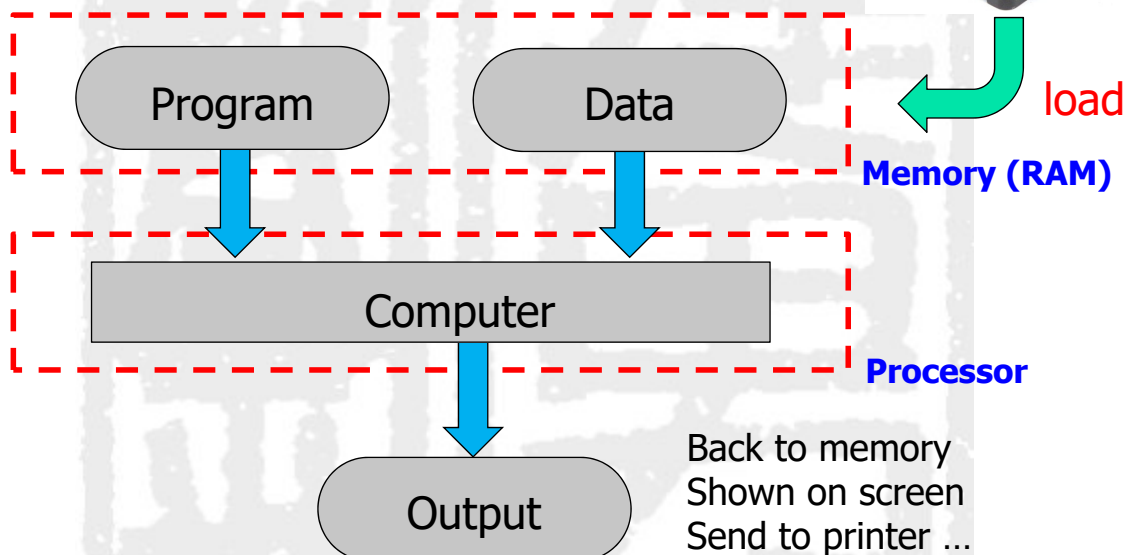 Program
Data
load
Memory (RAM)
Computer
Processor
Back to memory
Shown on screen
Send to printer ...
Output